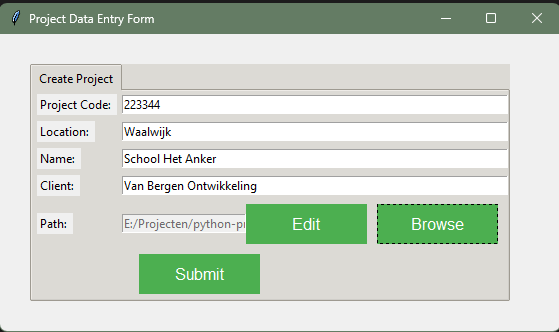 Project Data Entry Form
Create Project
Project Code: 223344
Location: Waalwijk
Name: School Het Anker
Client: Van Bergen Ontwikkeling
Path: E:/Projecten/python-pr Edit Browse
Submit